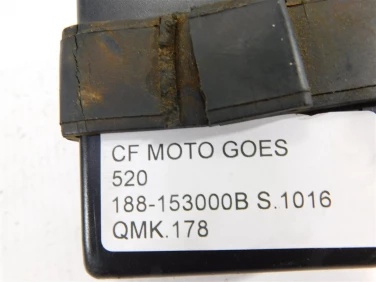 CF MOTO GOES
520
188-153000B S.1016
QMK.178